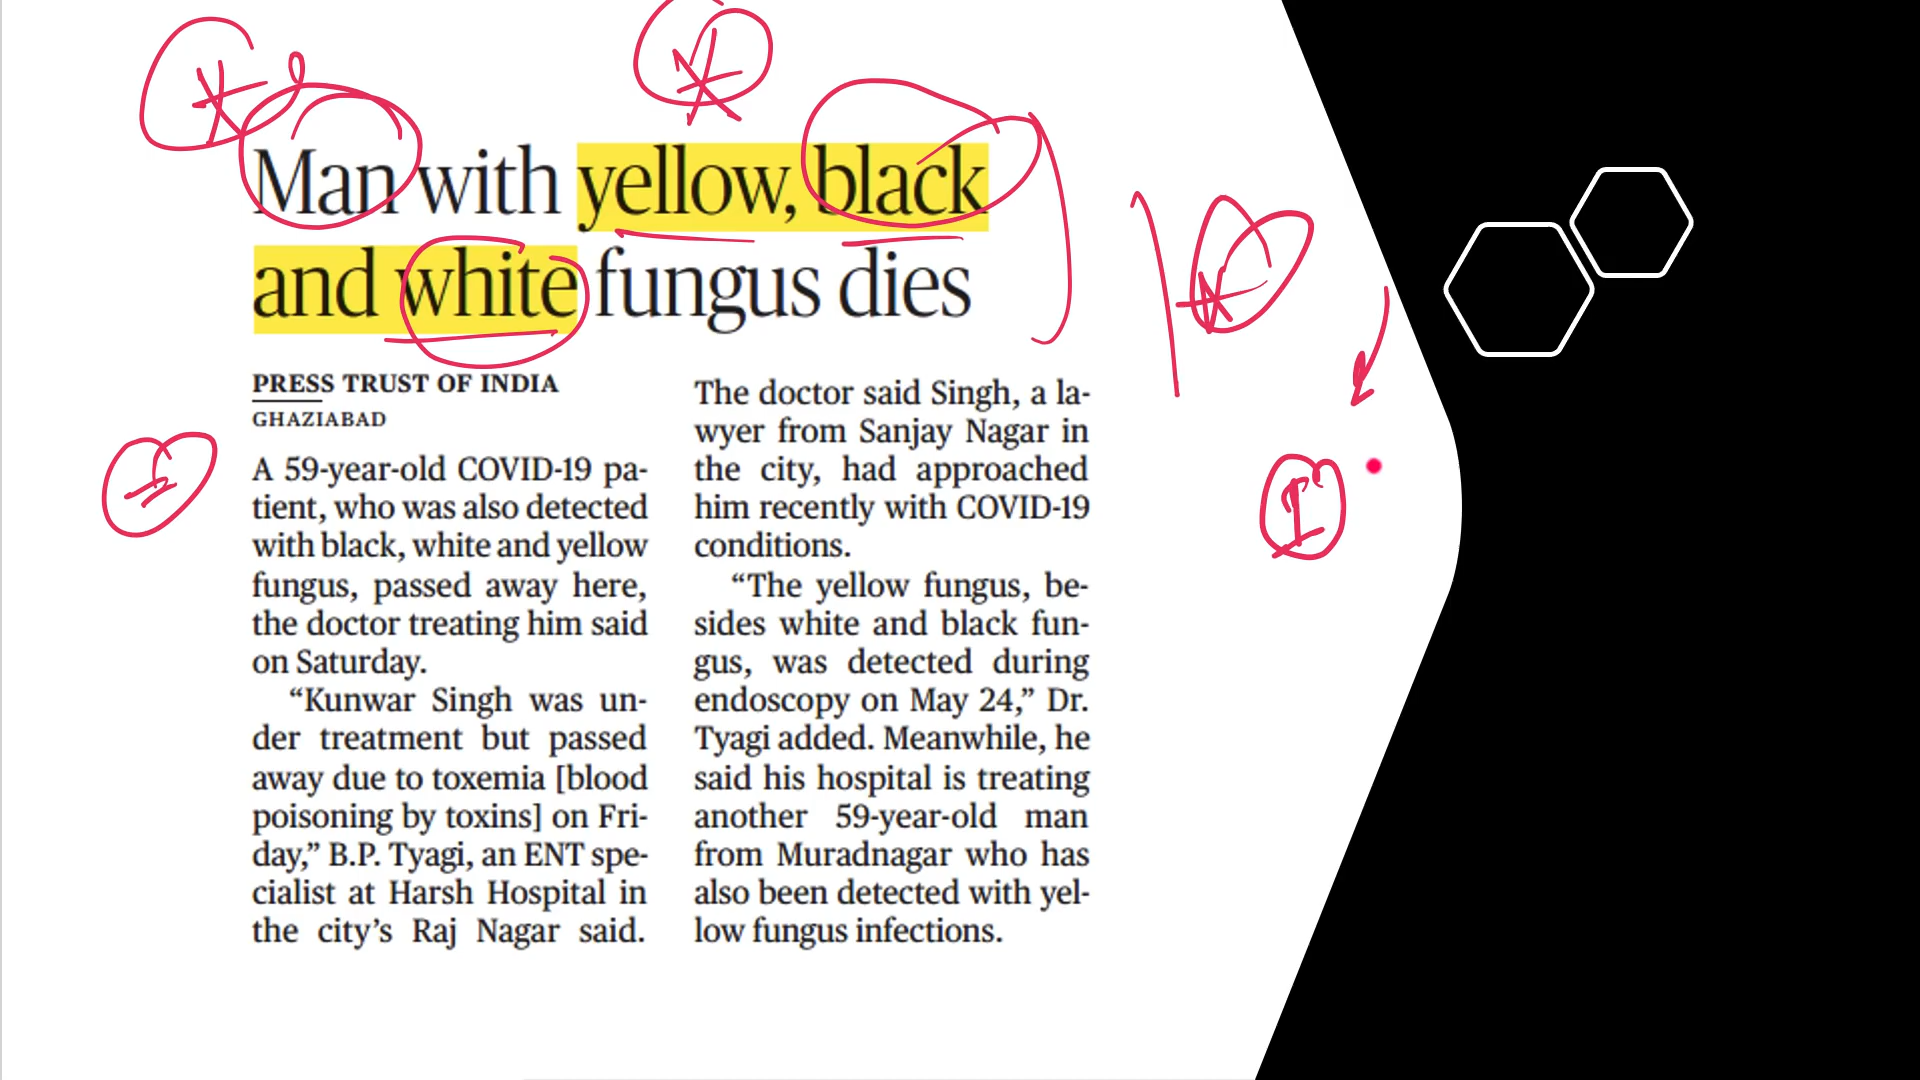 Man with yellow, black
and white fungus dies
PRESS TRUST OF INDIA
GHAZIABAD
A 59-year-old COVID-19 pa-
tient, who was also detected
with black, white and yellow
fungus, passed away here,
the doctor treating him said
on Saturday.
“Kunwar Singh was un-
der treatment but passed
away due to toxemia [blood
poisoning by toxins] on Fri-
day,” B.P. Tyagi, an ENT spe-
cialist at Harsh Hospital in
the city’s Raj Nagar said.
The doctor said Singh, a la-
wyer from Sanjay Nagar in
the city, had approached
him recently with COVID-19
conditions.
“The yellow fungus, be-
sides white and black fun-
gus, was detected during
endoscopy on May 24,” Dr.
Tyagi added. Meanwhile, he
said his hospital is treating
another 59-year-old man
from Muradnagar who has
also been detected with yel-
low fungus infections.